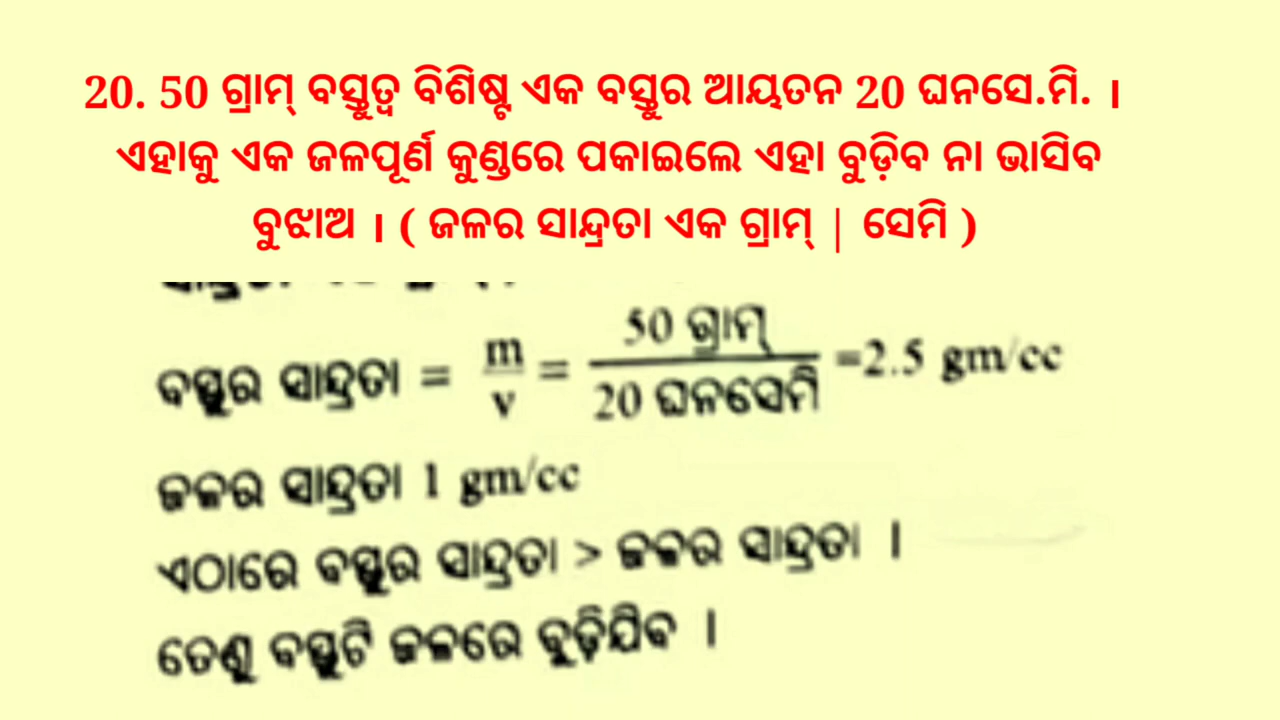 20. 50 ଗ୍ରାମ୍ ବସ୍ତୁତ୍ଵ ବିଶିଷ୍ଟ ଏକ ବସ୍ତୁର ଆୟତନ 20 ଘନସେ.ମି. ।
ଏହାକୁ ଏକ ଜଳପୂର୍ଣ କୁଣ୍ଡରେ ପକାଇଲେ ଏହା ବୁଡ଼ିବ ନା ଭାସିବ
ବୁଝାଅ । ( ଜଳର ସାନ୍ଦ୍ରତା ଏକ ଗ୍ରାମ୍ | ସେମି )
ବସ୍ତୁର ସାନ୍ଦ୍ରତା = m/v = 50 ଗ୍ରାମ୍/20 ଘନସେମି =2.5 gm/cc
ଜଳର ସାନ୍ଦ୍ରତା 1 gm/cc
ଏଠାରେ ବସ୍ତୁର ସାନ୍ଦ୍ରତା > ଜଳର ସାନ୍ଦ୍ରତା ।
ତେଣୁ ବସ୍ତୁଟି ଜଳରେ ବୁଡ଼ିଯିବ ।